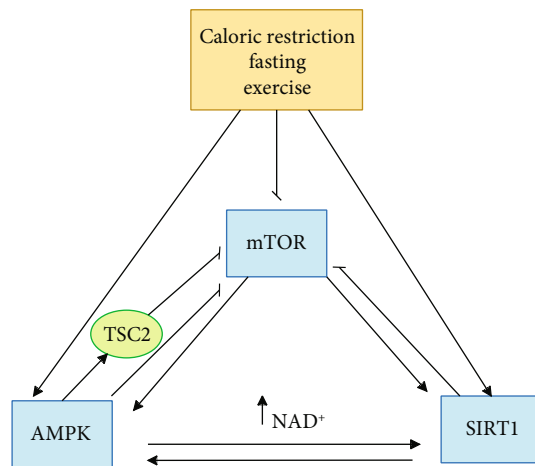 Caloric restriction
fasting
exercise
mTOR
TSC2
NAD⁺
AMPK
SIRT1